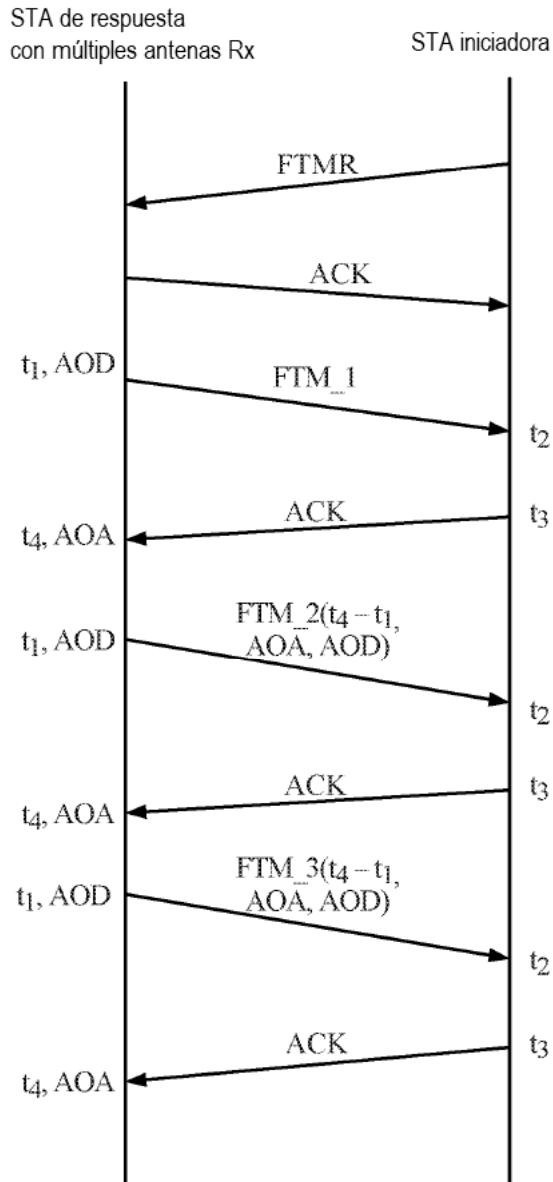 STA de respuesta
con múltiples antenas Rx
STA iniciadora
FTMR
ACK
t1, AOD
FTM_1
t2
ACK
t3
t4, AOA
FTM_2(t4 – t1,
AOA, AOD)
t1, AOD
t2
ACK
t3
t4, AOA
FTM_3(t4 – t1,
AOA, AOD)
t1, AOD
t2
ACK
t3
t4, AOA